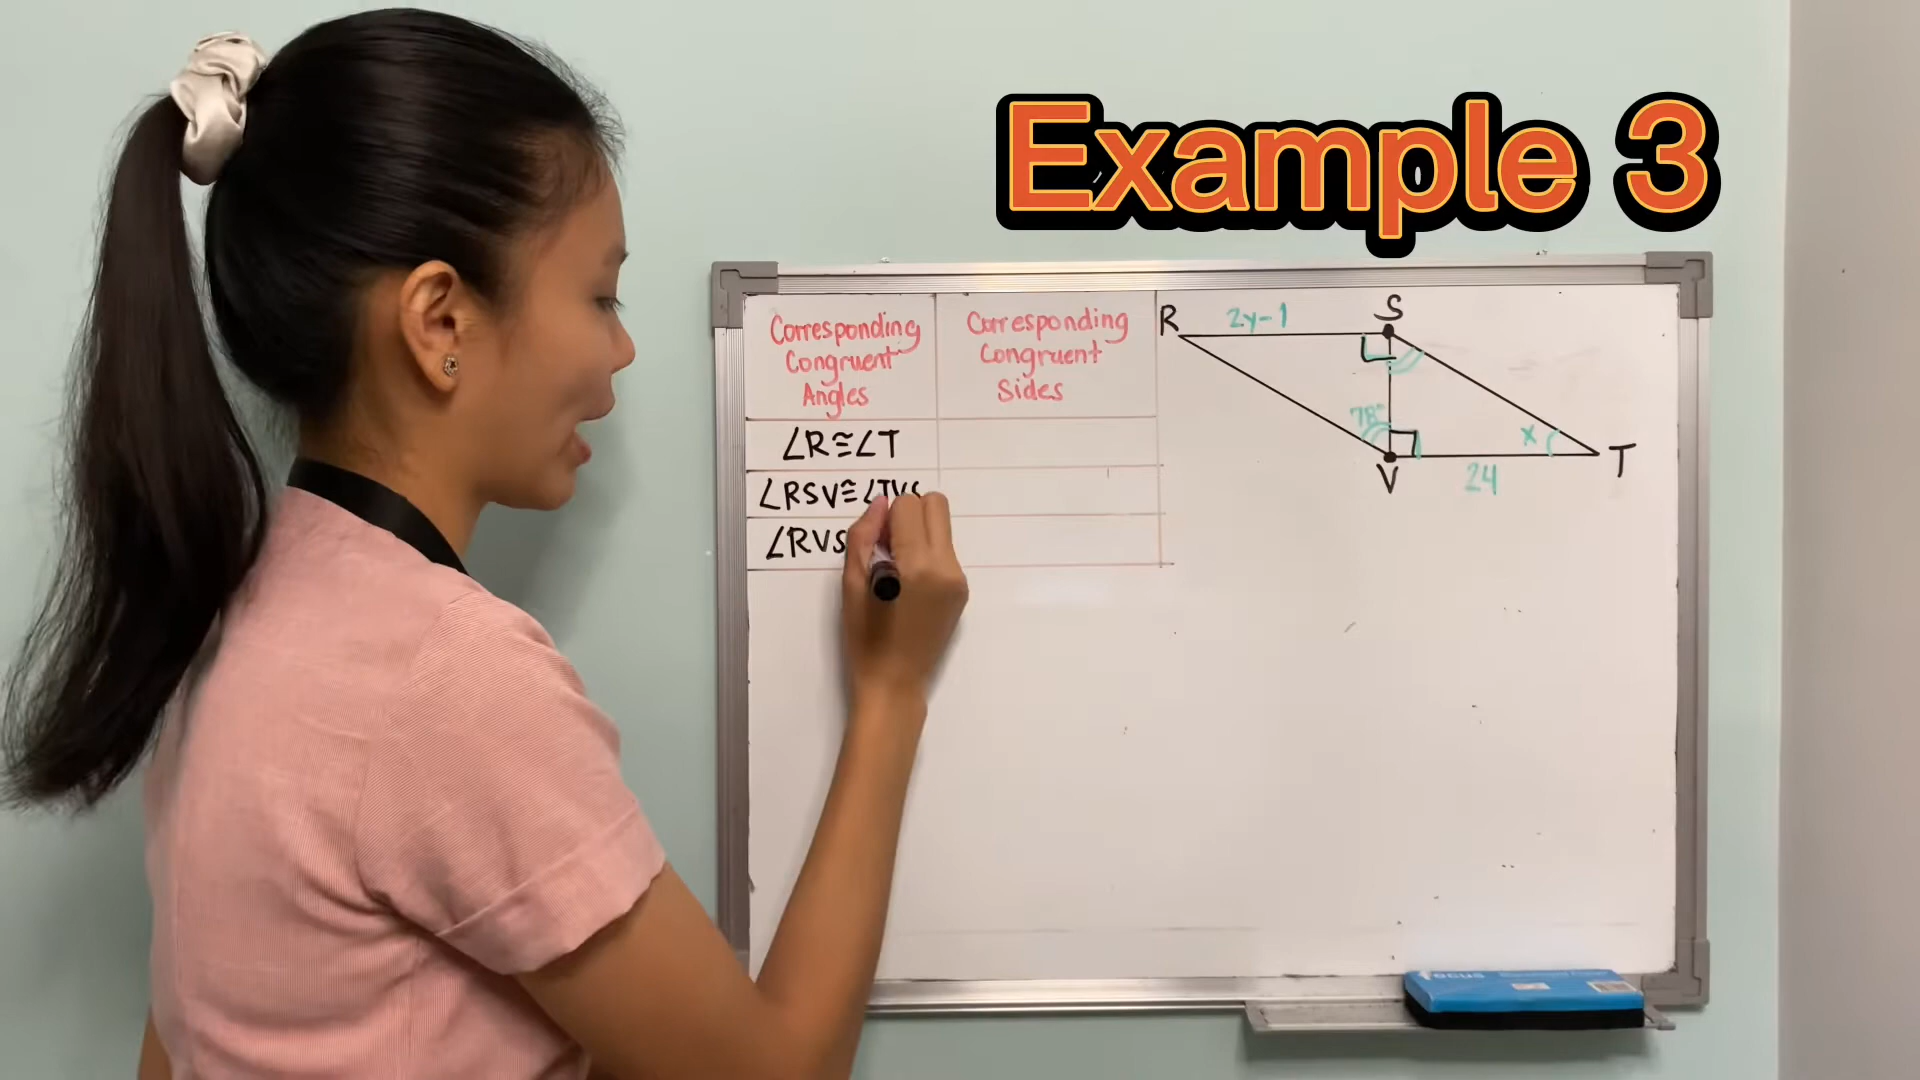 Example 3
Corresponding
Congruent
Angles
Corresponding
Congruent
Sides
∠R≅∠T
∠RSV≅∠TVS
∠RVS
R
2y-1
S
78°
x
V
24
T